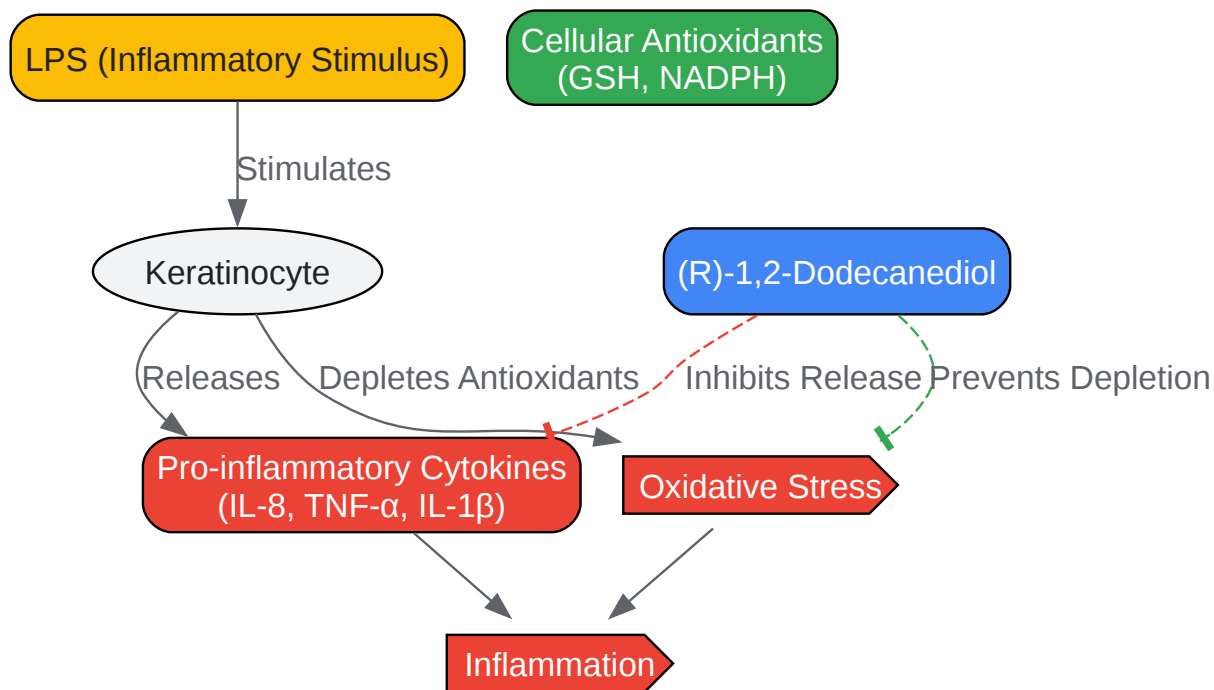 LPS (Inflammatory Stimulus)
Cellular Antioxidants
(GSH, NADPH)
Stimulates
Keratinocyte
(R)-1,2-Dodecanediol
Releases
Depletes Antioxidants
Inhibits Release
Prevents Depletion
Pro-inflammatory Cytokines
(IL-8, TNF-α, IL-1β)
Oxidative Stress
Inflammation